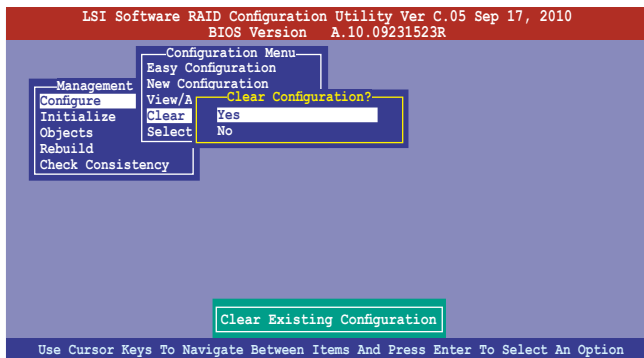 LSI Software RAID Configuration Utility Ver C.05 Sep 17, 2010
BIOS Version A.10.09231523R
Configuration Menu
Easy Configuration
New Configuration
View/A
Clear
Select
Management
Configure
Initialize
Objects
Rebuild
Check Consistency
Clear Configuration?
Yes
No
Clear Existing Configuration
Use Cursor Keys To Navigate Between Items And Press Enter To Select An Option